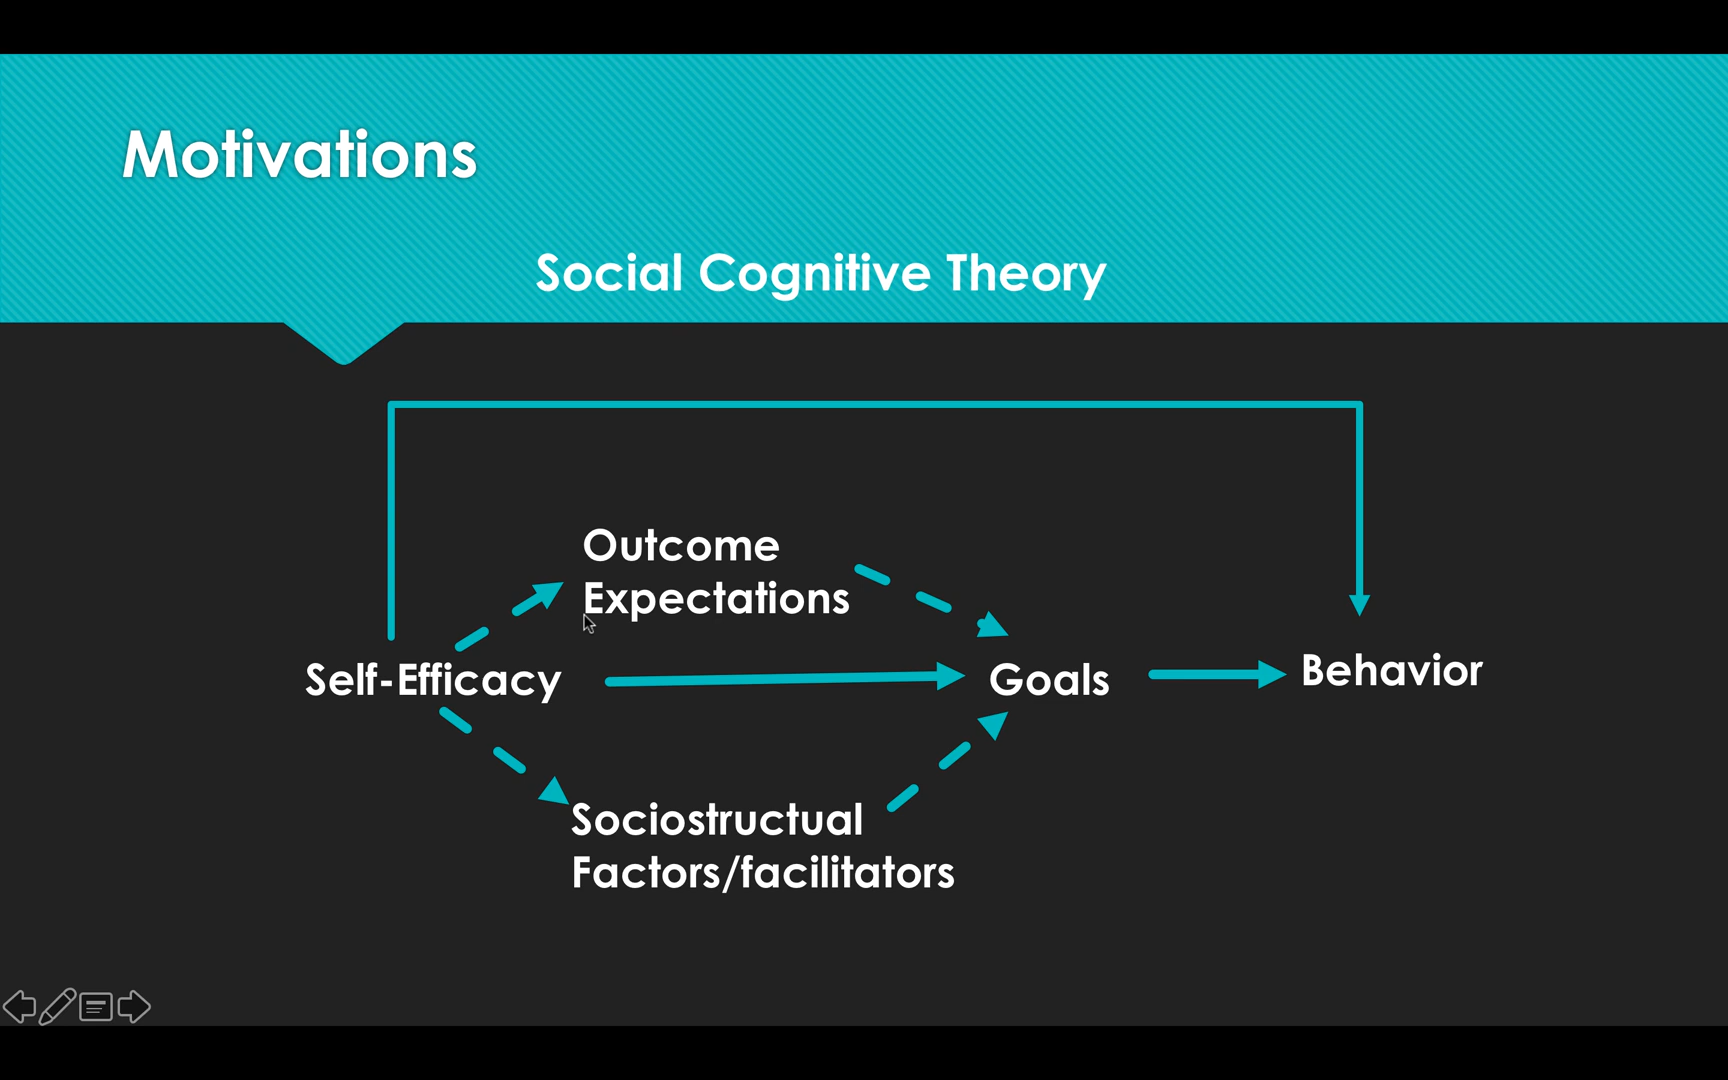 Motivations
Social Cognitive Theory
Outcome
Expectations
Self-Efficacy
Goals
Behavior
Sociostructual
Factors/facilitators